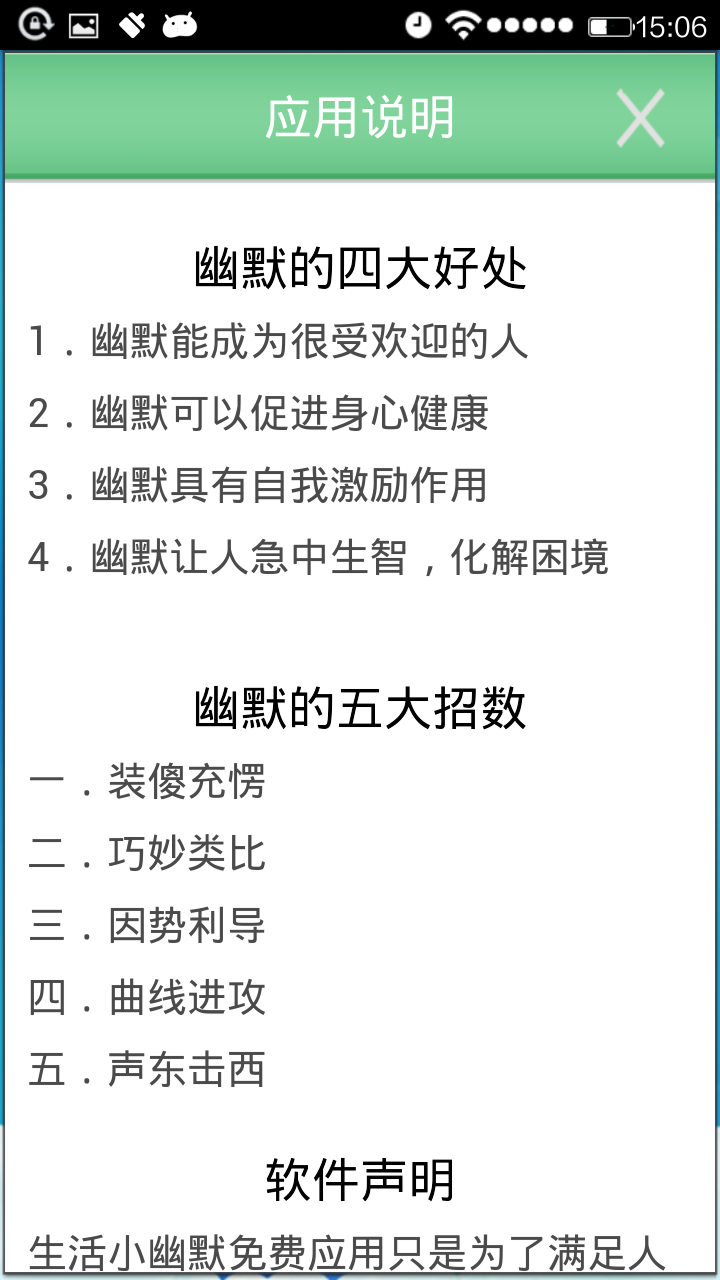 15:06
应用说明
幽默的四大好处
1．幽默能成为很受欢迎的人
2．幽默可以促进身心健康
3．幽默具有自我激励作用
4．幽默让人急中生智，化解困境
幽默的五大招数
一．装傻充愣
二．巧妙类比
三．因势利导
四．曲线进攻
五．声东击西
软件声明
生活小幽默免费应用只是为了满足人